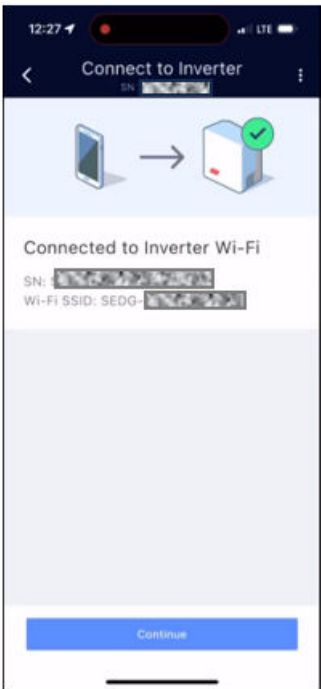 12:27
LTE
Connect to Inverter
SN:
Connected to Inverter Wi-Fi
SN:
Wi-Fi SSID: SEDG-
Continue